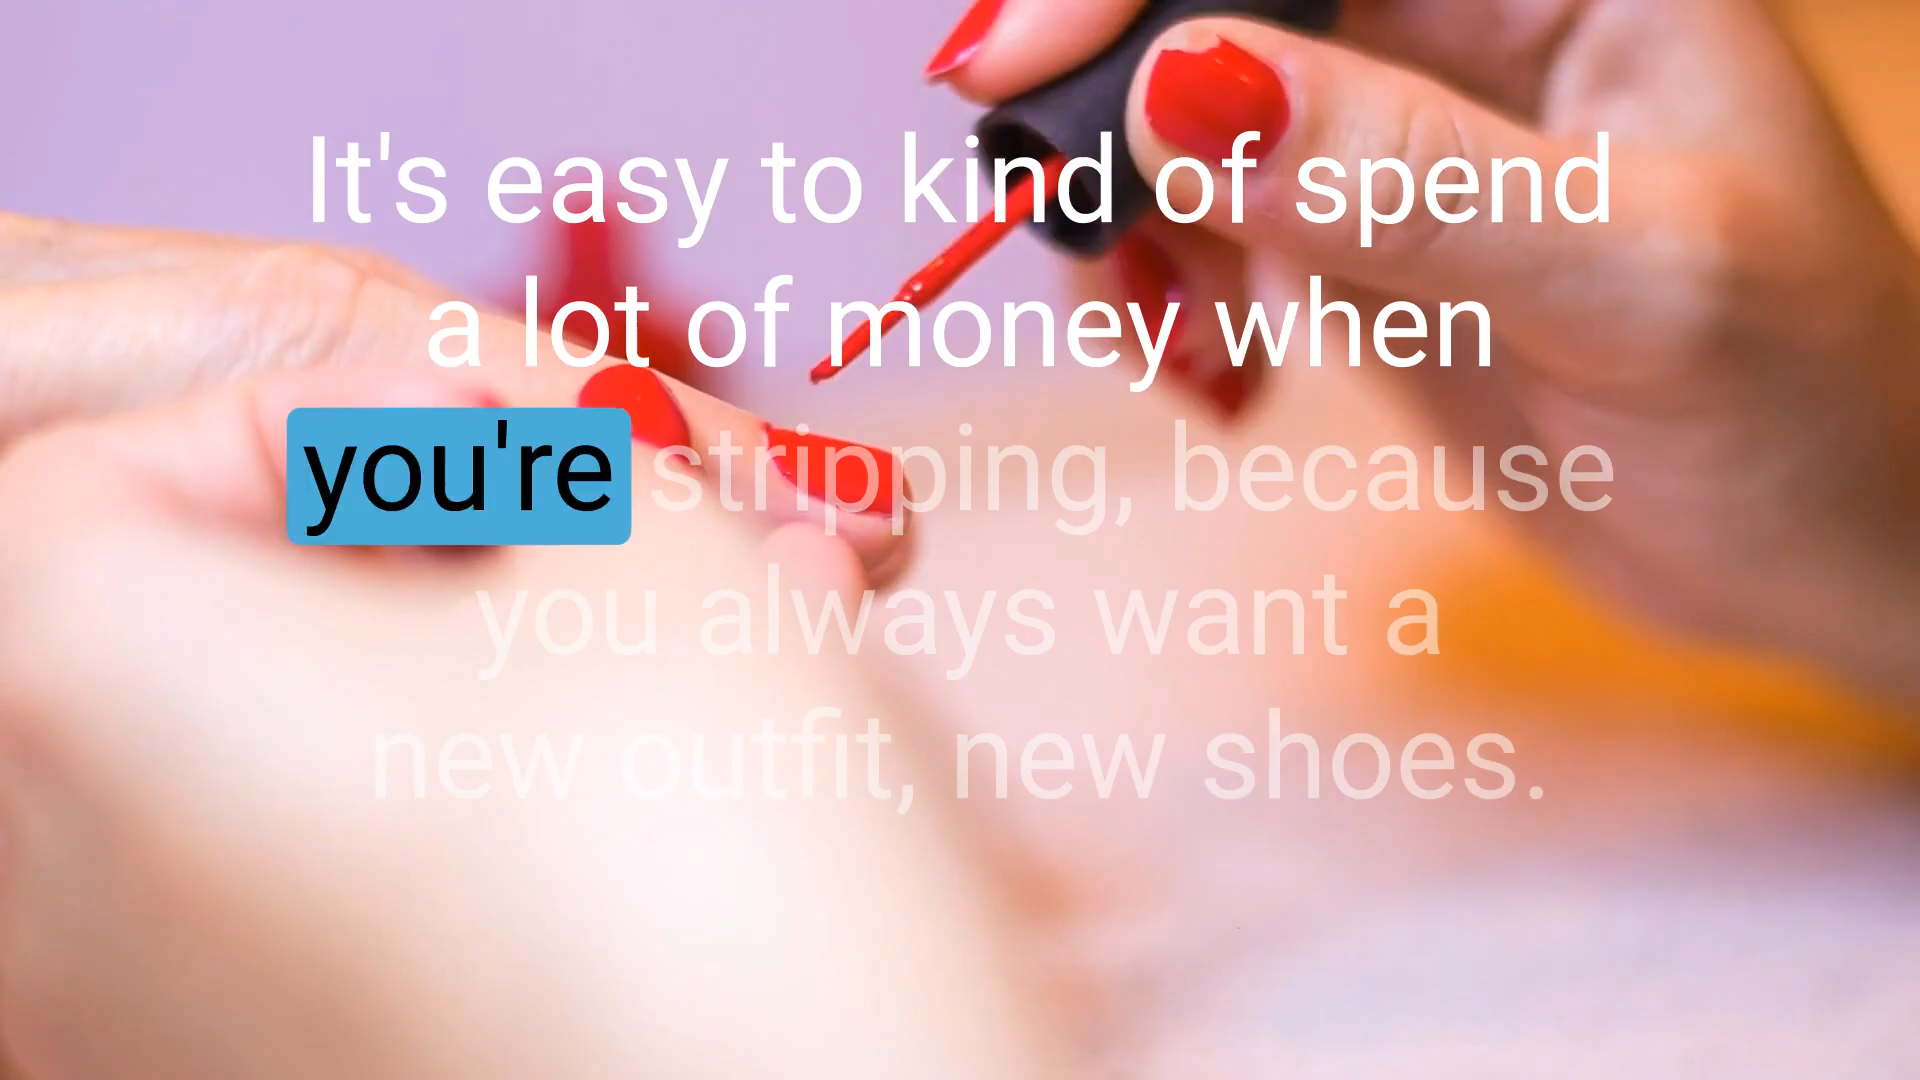 It's easy to kind of spend
a lot of money when
you're stripping, because
you always want a
new outfit, new shoes.